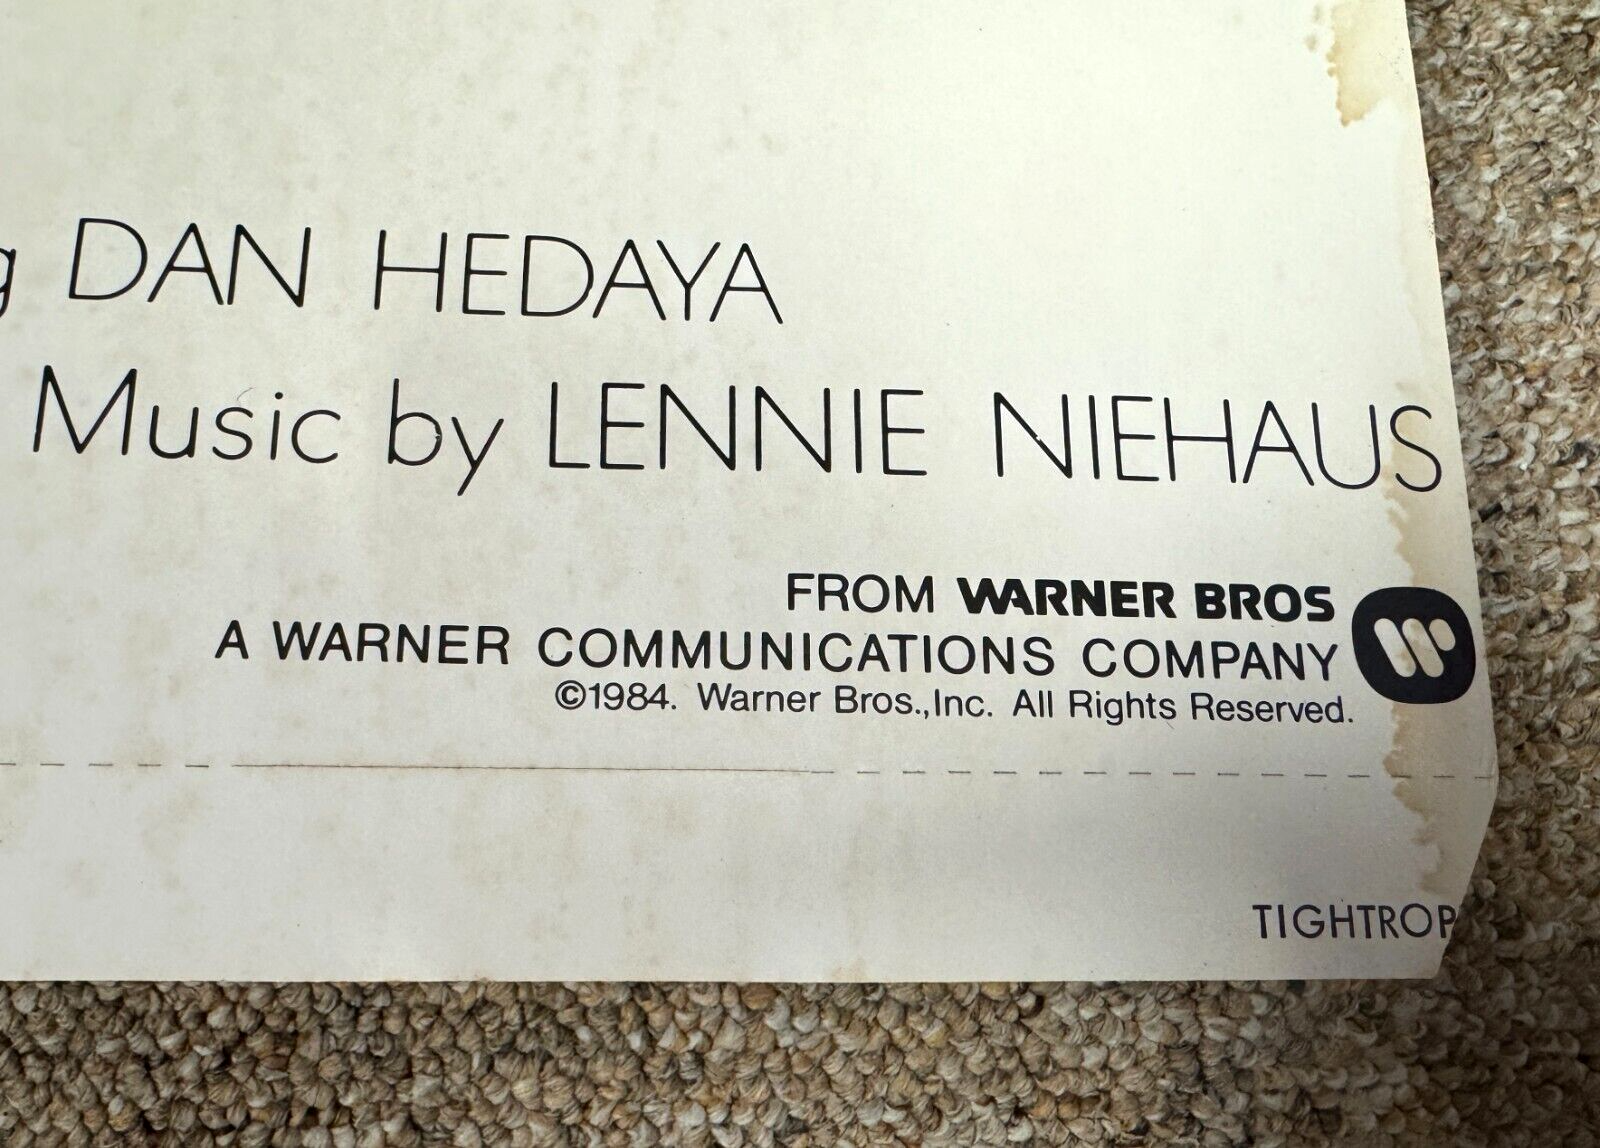 g DAN HEDAYA
Music by LENNIE NIEHAUS
FROM WARNER BROS
A WARNER COMMUNICATIONS COMPANY
©1984. Warner Bros.,Inc. All Rights Reserved.
TIGHTROP